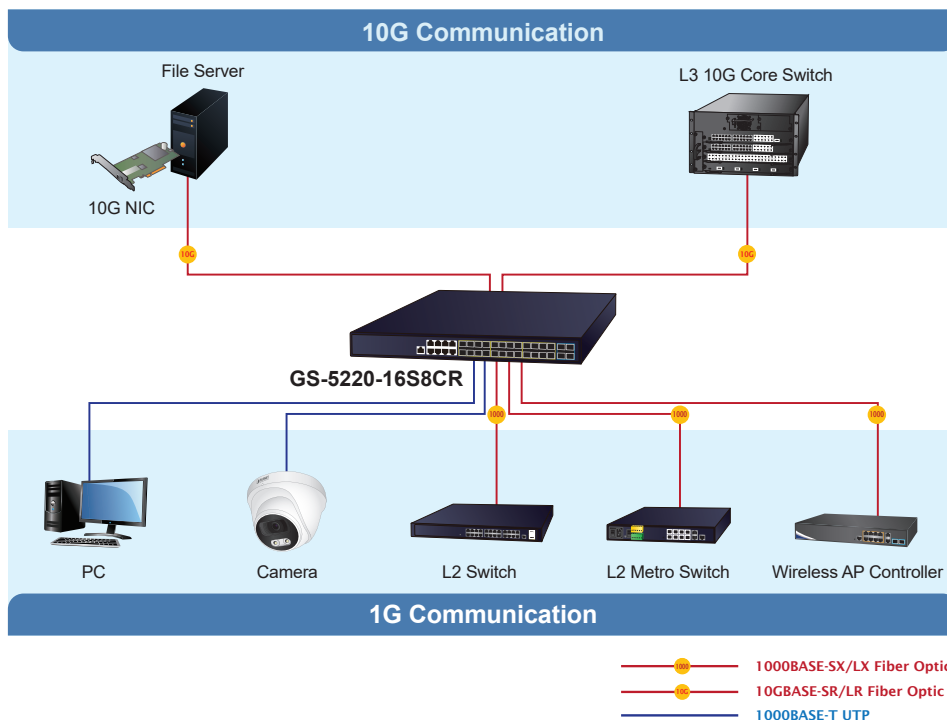 10G Communication
File Server
L3 10G Core Switch
10G NIC
10G
10G
GS-5220-16S8CR
1000
1000
1000
PC
Camera
L2 Switch
L2 Metro Switch
Wireless AP Controller
1G Communication
1000 1000BASE-SX/LX Fiber Optic
10G 10GBASE-SR/LR Fiber Optic
1000BASE-T UTP